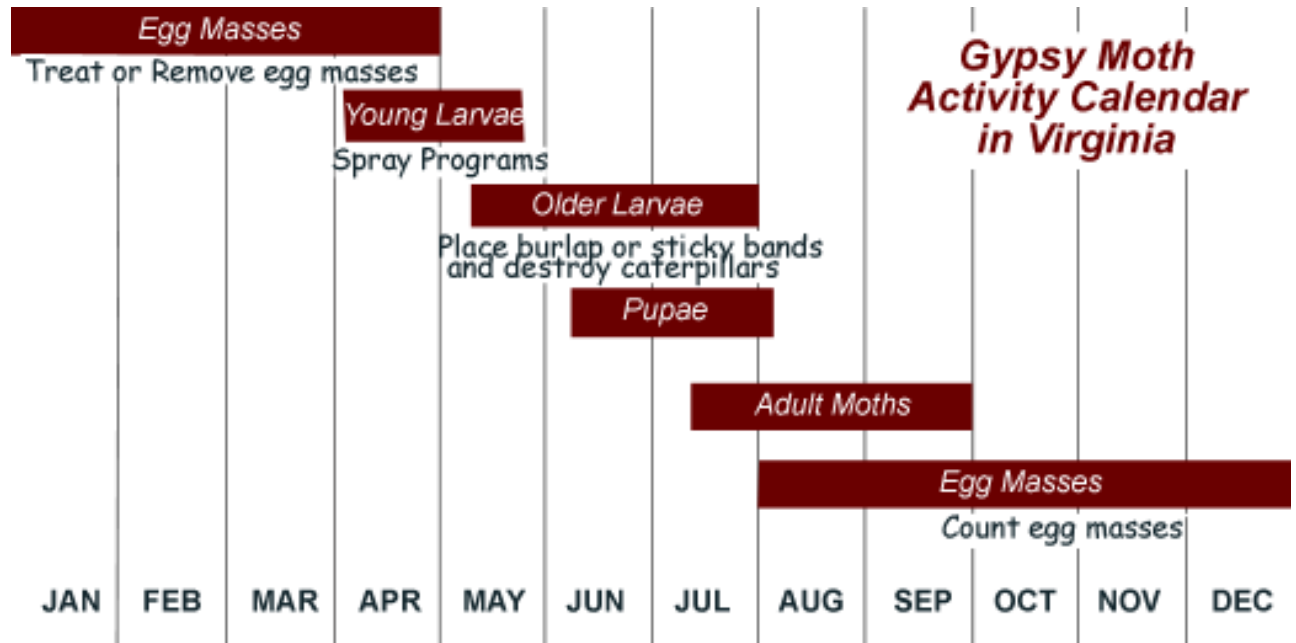 Egg Masses
Treat or Remove egg masses
Gypsy Moth
Activity Calendar
in Virginia
Young Larvae
Spray Programs
Older Larvae
Place burlap or sticky bands
and destroy caterpillars
Pupae
Adult Moths
Egg Masses
Count egg masses
JAN FEB MAR APR MAY JUN JUL AUG SEP OCT NOV DEC